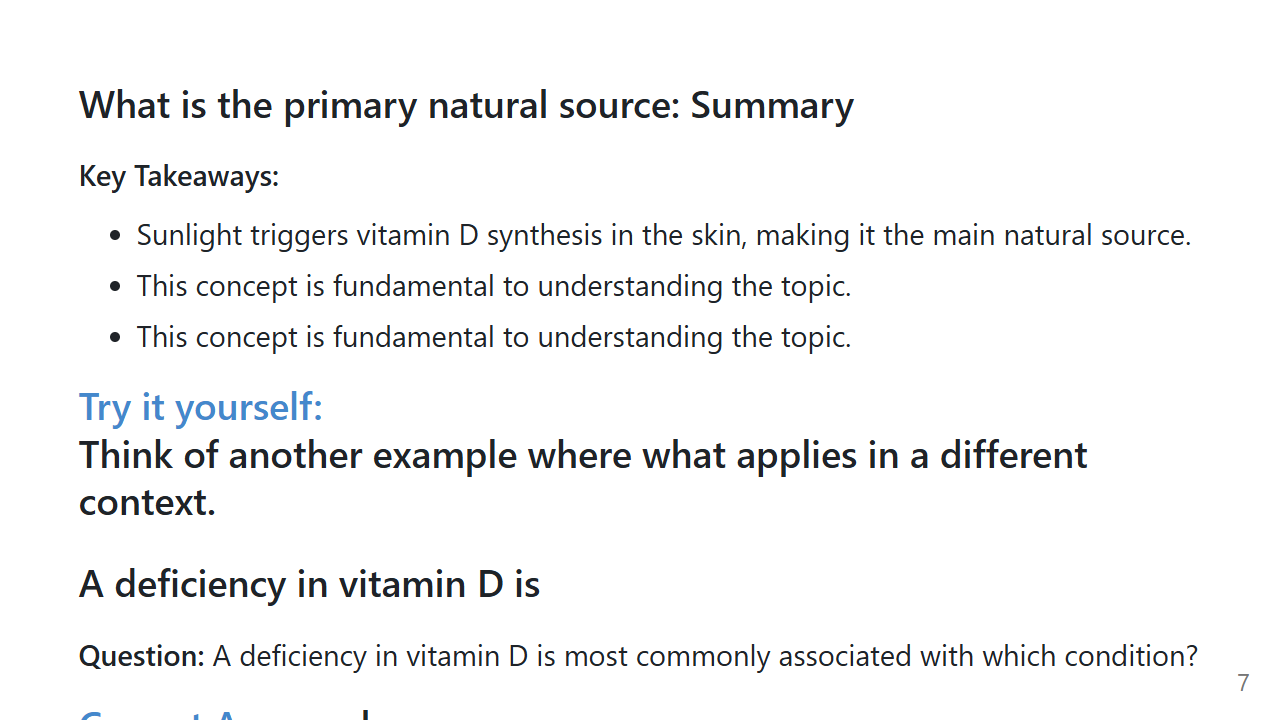 What is the primary natural source: Summary
Key Takeaways:
• Sunlight triggers vitamin D synthesis in the skin, making it the main natural source.
• This concept is fundamental to understanding the topic.
• This concept is fundamental to understanding the topic.
Try it yourself:
Think of another example where what applies in a different
context.
A deficiency in vitamin D is
Question: A deficiency in vitamin D is most commonly associated with which condition?
7